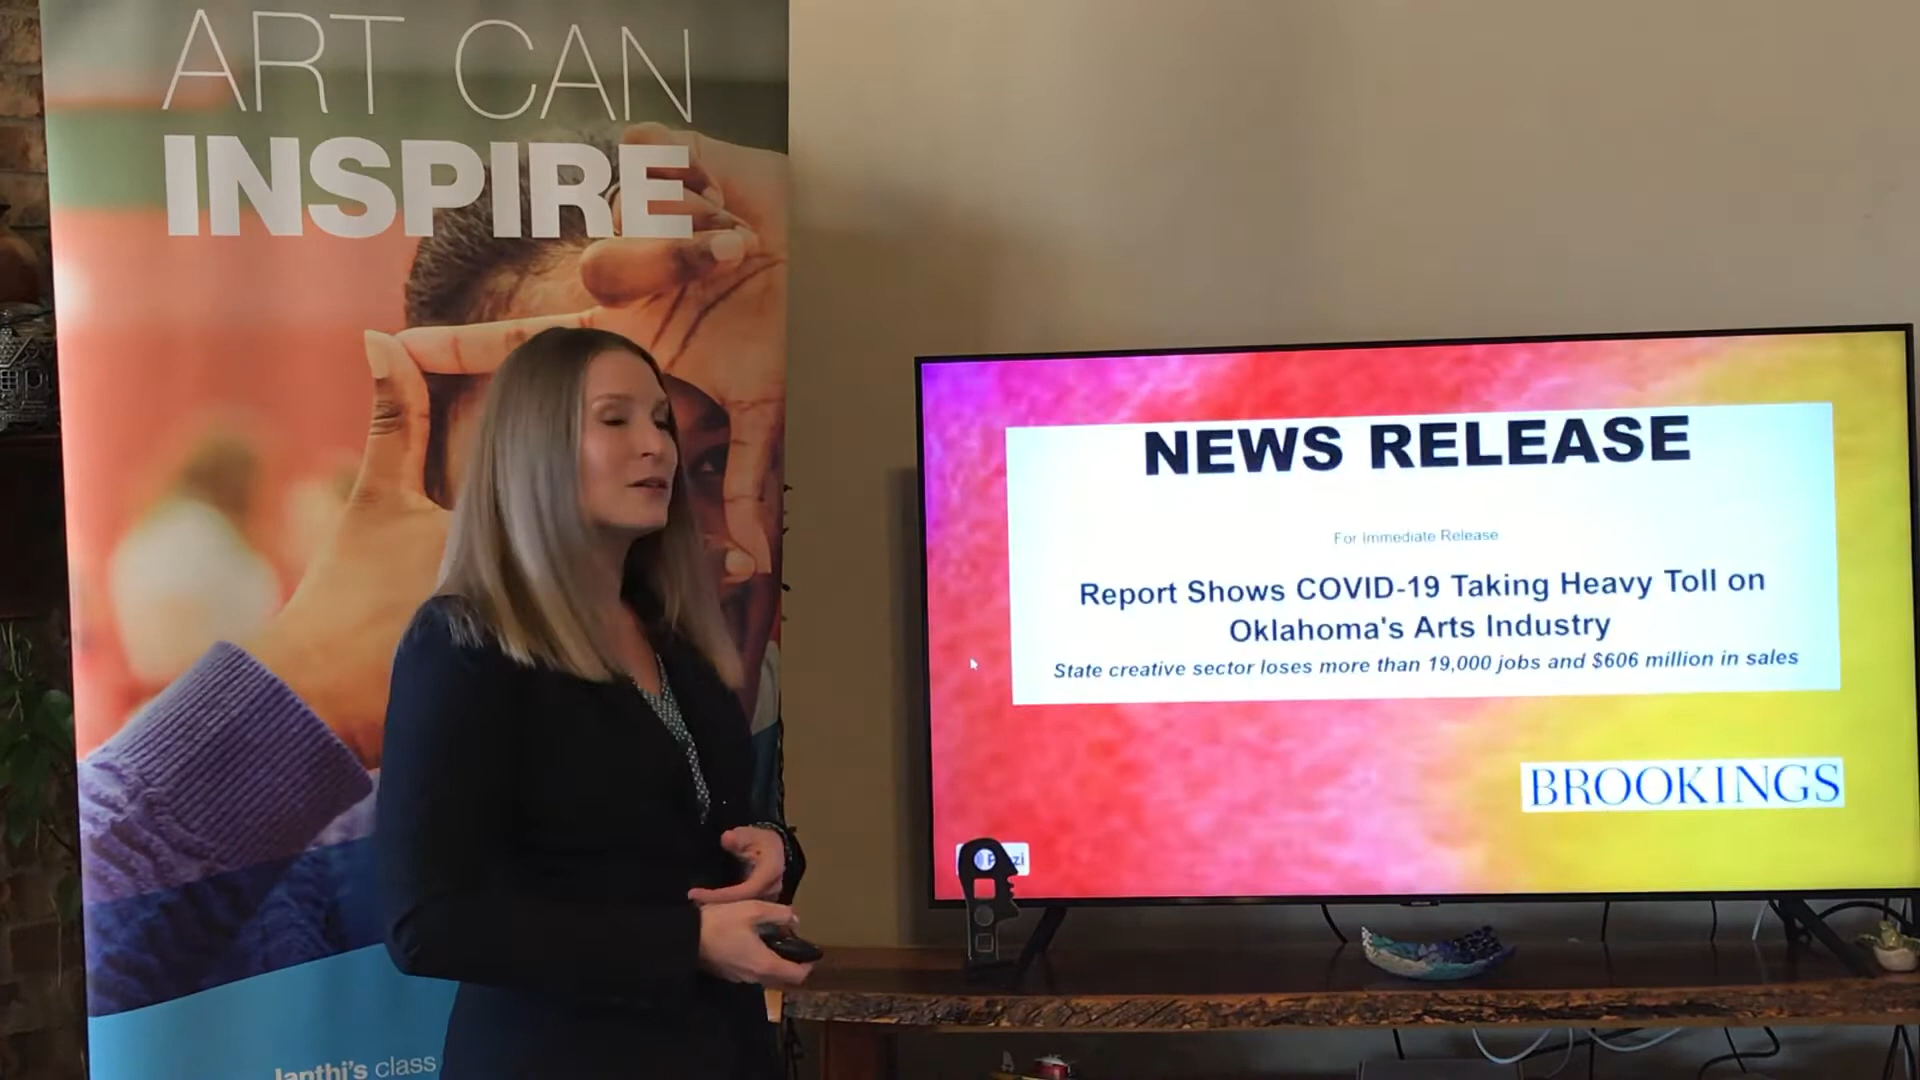 ART CAN
INSPIRE
Ianthi's class
NEWS RELEASE
For Immediate Release
Report Shows COVID-19 Taking Heavy Toll on
Oklahoma's Arts Industry
State creative sector loses more than 19,000 jobs and $606 million in sales
BROOKINGS